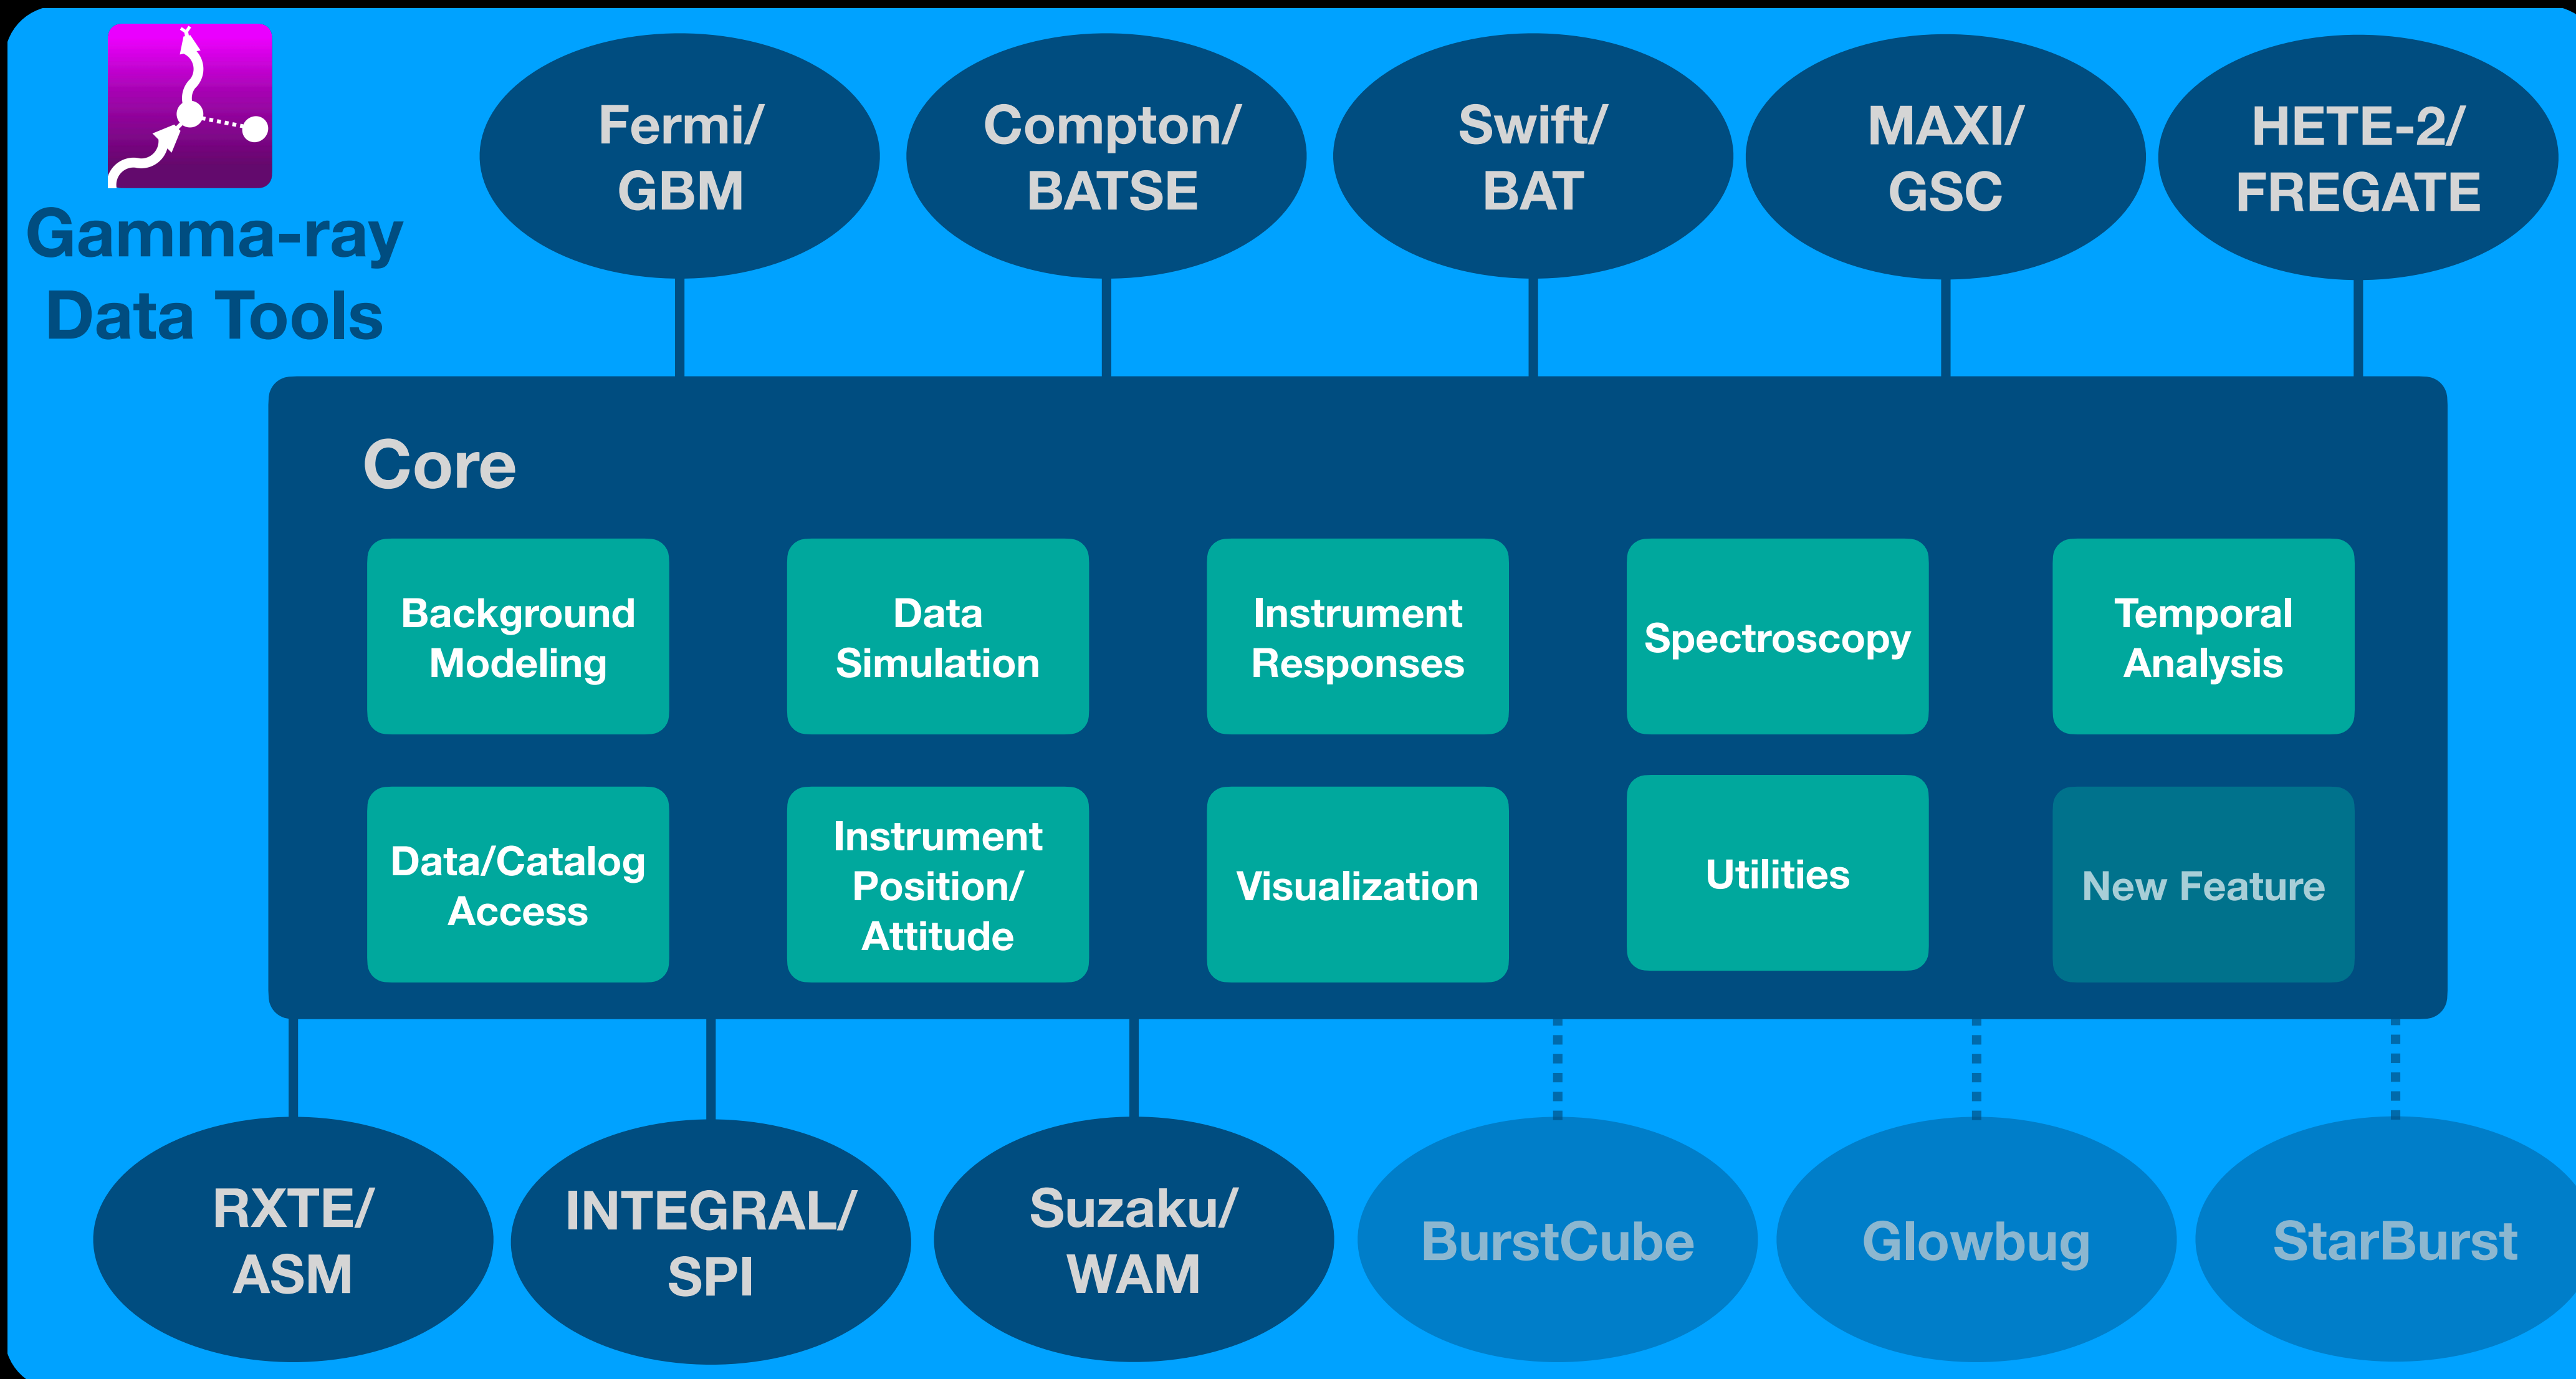 Gamma-ray
Data Tools
Fermi/
GBM
Compton/
BATSE
Swift/
BAT
MAXI/
GSC
HETE-2/
FREGATE
Core
Background
Modeling
Data
Simulation
Instrument
Responses
Spectroscopy
Temporal
Analysis
Data/Catalog
Access
Instrument
Position/
Attitude
Visualization
Utilities
New Feature
RXTE/
ASM
INTEGRAL/
SPI
Suzaku/
WAM
BurstCube
Glowbug
StarBurst